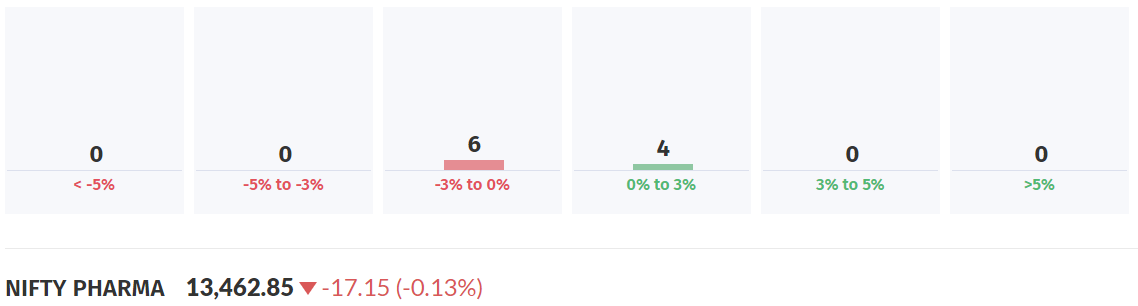 0 0 6 4 0 0
< -5% -5% to -3% -3% to 0% 0% to 3% 3% to 5% >5%
NIFTY PHARMA 13,462.85 ▼ -17.15 (-0.13%)